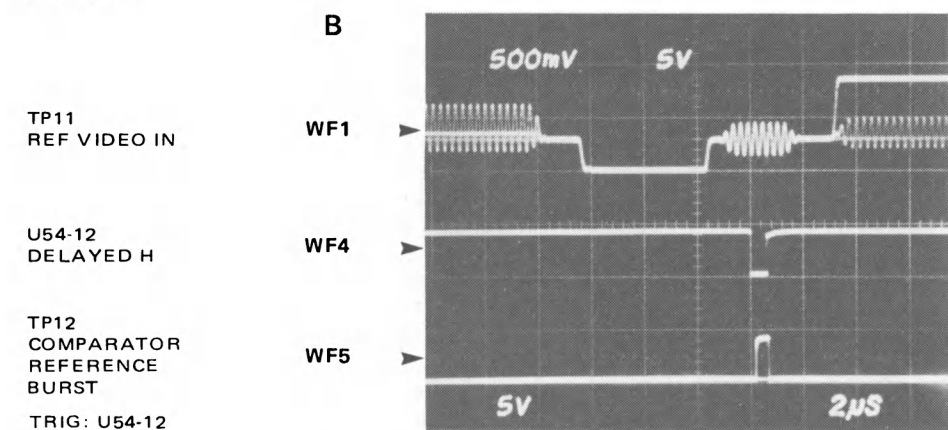 B
500mV 5V
TP11
REF VIDEO IN
WF1
U54-12
DELAYED H
WF4
TP12
COMPARATOR
REFERENCE
BURST
WF5
TRIG: U54-12
5V 2µS